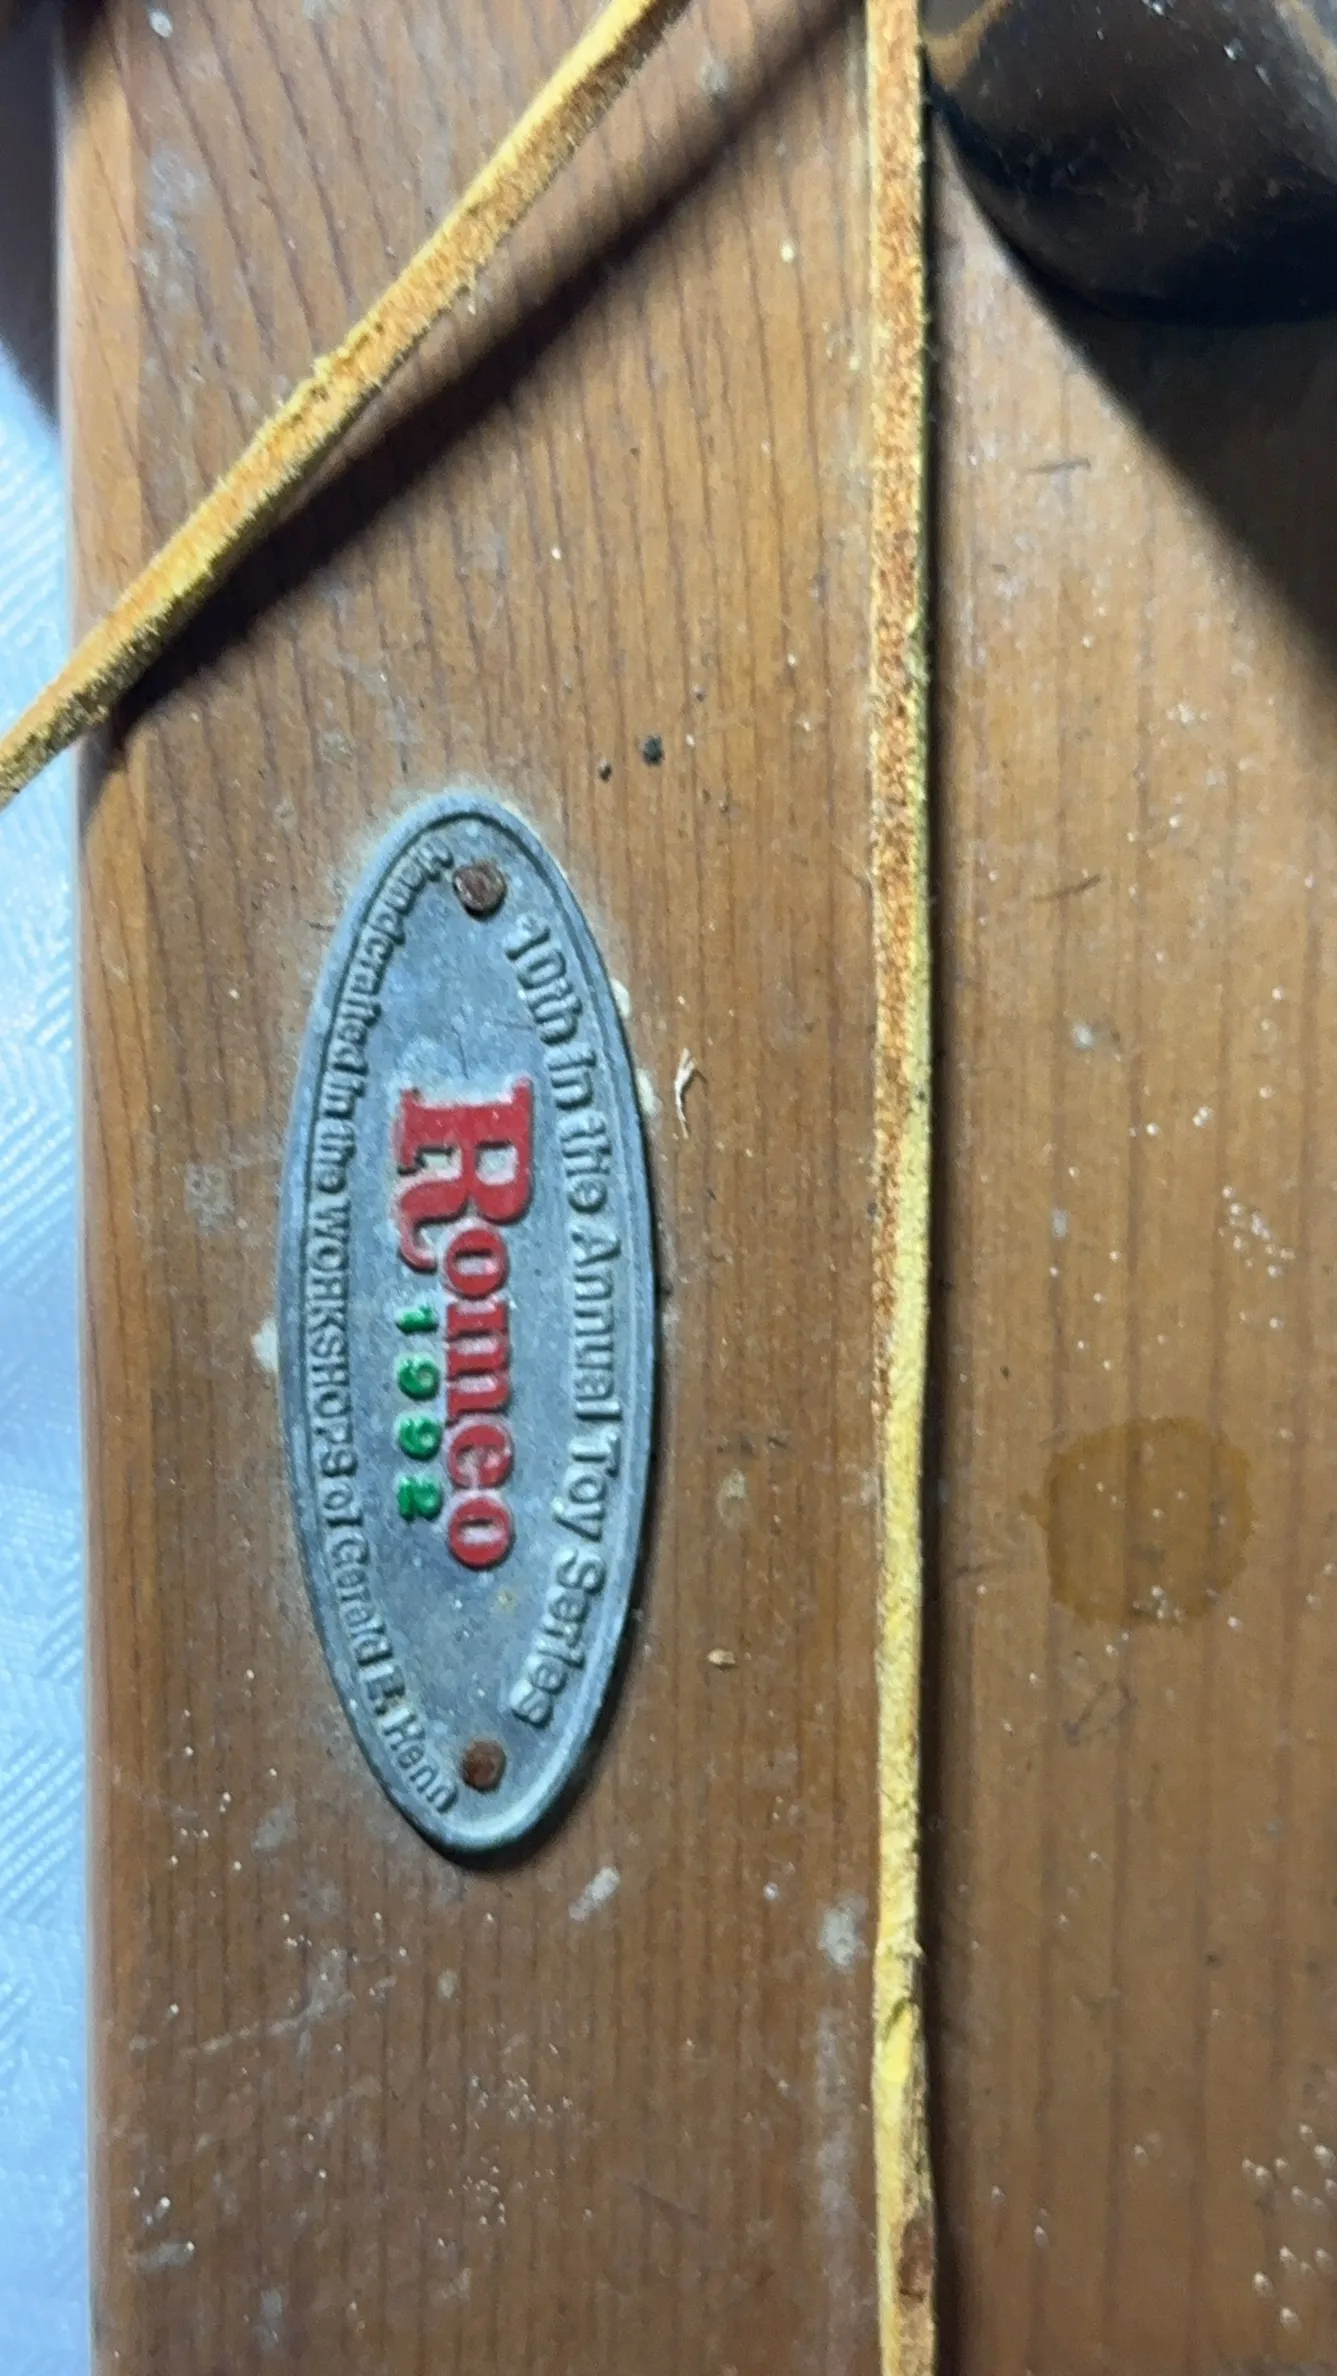 10th in the Annual Toy Series
Romeo
1992
Handcrafted in the WORKSHOPS of Gerald E. Henn